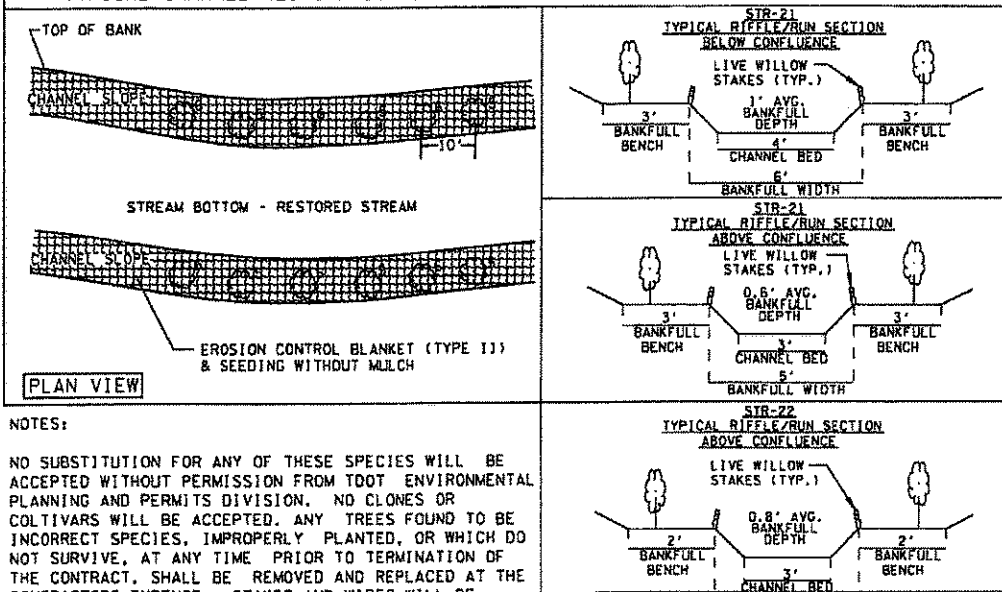 TOP OF BANK
CHANNEL SLOPE
10'
STREAM BOTTOM - RESTORED STREAM
CHANNEL SLOPE
EROSION CONTROL BLANKET (TYPE II)
& SEEDING WITHOUT MULCH
PLAN VIEW
NOTES:
NO SUBSTITUTION FOR ANY OF THESE SPECIES WILL BE
ACCEPTED WITHOUT PERMISSION FROM TDOT ENVIRONMENTAL
PLANNING AND PERMITS DIVISION. NO CLONES OR
COLTIVARS WILL BE ACCEPTED. ANY TREES FOUND TO BE
INCORRECT SPECIES, IMPROPERLY PLANTED, OR WHICH DO
NOT SURVIVE, AT ANY TIME PRIOR TO TERMINATION OF
THE CONTRACT, SHALL BE REMOVED AND REPLACED AT THE
STR-21
TYPICAL RIFFLE/RUN SECTION
BELOW CONFLUENCE
LIVE WILLOW
STAKES (TYP.)
1' AVG.
BANKFULL
DEPTH
3'
BANKFULL
BENCH
4'
CHANNEL BED
3'
BANKFULL
BENCH
6'
BANKFULL WIDTH
STR-21
TYPICAL RIFFLE/RUN SECTION
ABOVE CONFLUENCE
LIVE WILLOW
STAKES (TYP.)
0.6' AVG.
BANKFULL
DEPTH
3'
BANKFULL
BENCH
3'
CHANNEL BED
3'
BANKFULL
BENCH
5'
BANKFULL WIDTH
STR-22
TYPICAL RIFFLE/RUN SECTION
ABOVE CONFLUENCE
LIVE WILLOW
STAKES (TYP.)
0.8' AVG.
BANKFULL
DEPTH
2'
BANKFULL
BENCH
3'
CHANNEL BED
2'
BANKFULL
BENCH